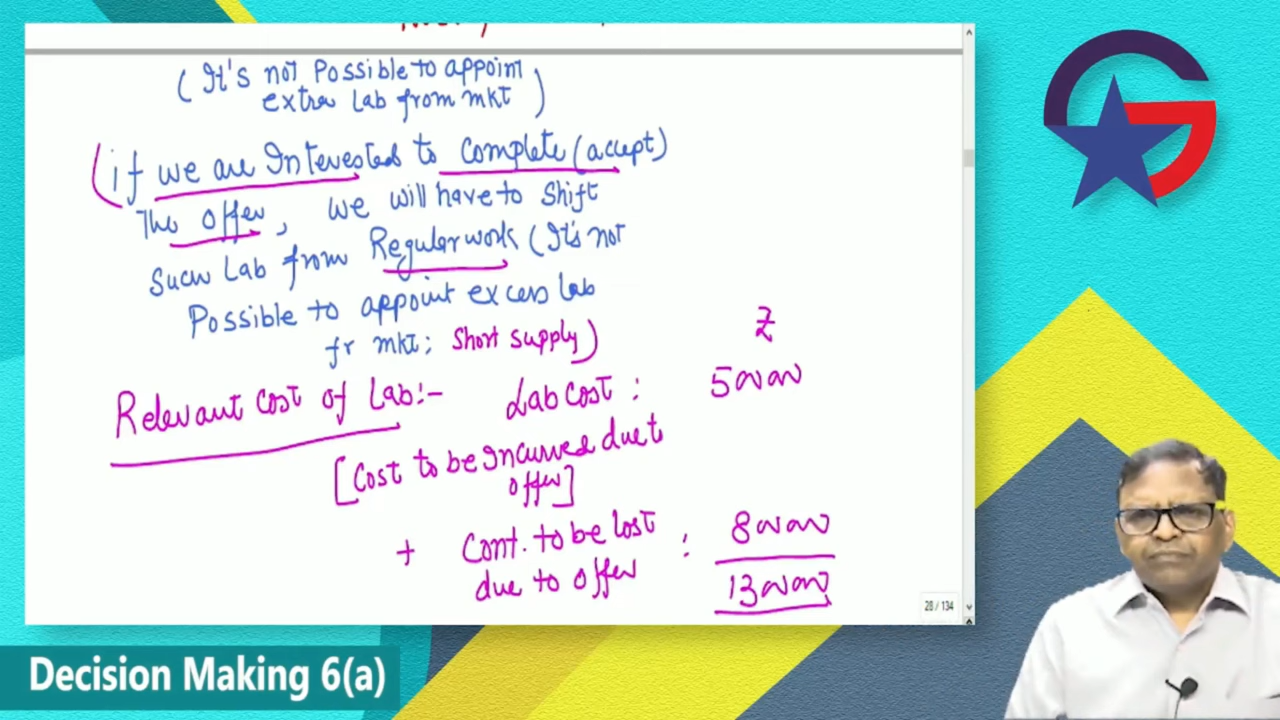 (It's not Possible to appoint
extra Lab from mkt)
(if we are Interested to complete (accept)
The offer, we will have to shift
Such Lab from Regular work (It's not
Possible to appoint excess lab
fr mkt; Short supply)
₹
Relevant cost of Lab:- Lab cost : 50000
[Cost to be Incurred due to
offer]
+ Cont. to be lost : 80000
due to offer 130000
28 / 134
Decision Making 6(a)